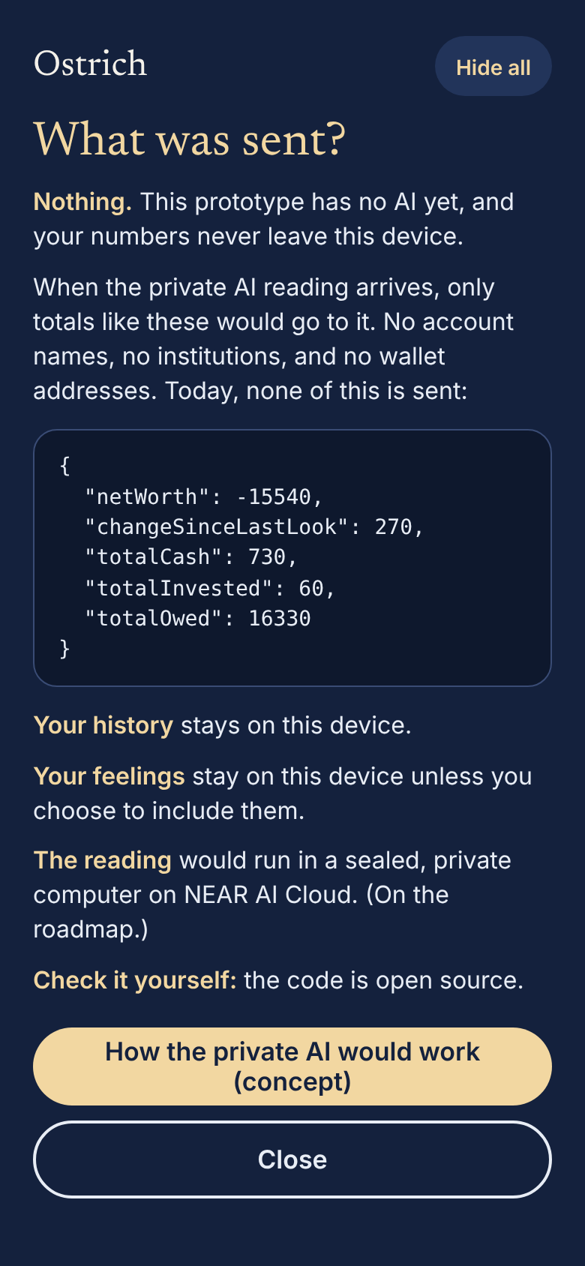 Ostrich
Hide all
What was sent?
Nothing. This prototype has no AI yet, and
your numbers never leave this device.
When the private AI reading arrives, only
totals like these would go to it. No account
names, no institutions, and no wallet
addresses. Today, none of this is sent:
{
  "netWorth": -15540,
  "changeSinceLastLook": 270,
  "totalCash": 730,
  "totalInvested": 60,
  "totalOwed": 16330
}
Your history stays on this device.
Your feelings stay on this device unless you
choose to include them.
The reading would run in a sealed, private
computer on NEAR AI Cloud. (On the
roadmap.)
Check it yourself: the code is open source.
How the private AI would work
(concept)
Close